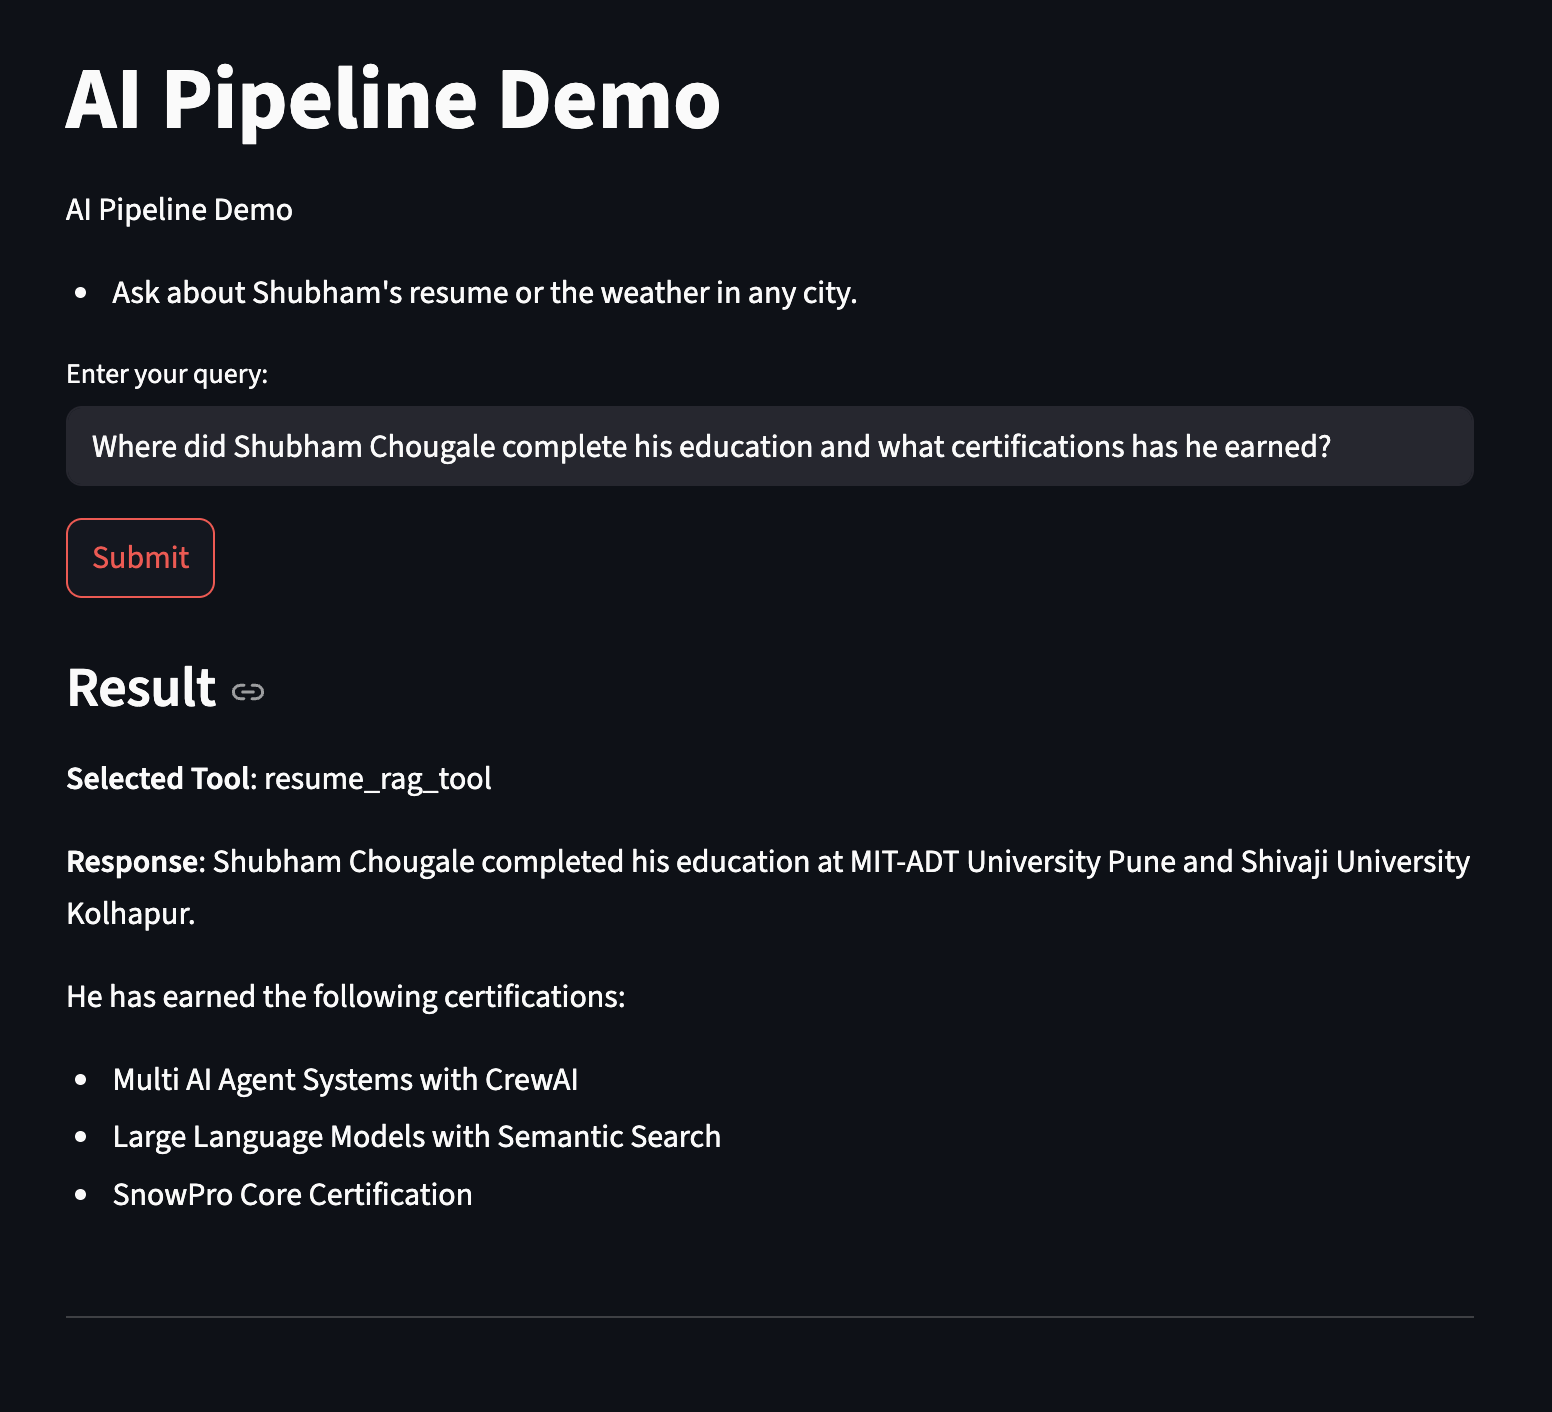 AI Pipeline Demo
AI Pipeline Demo
• Ask about Shubham's resume or the weather in any city.
Enter your query:
Where did Shubham Chougale complete his education and what certifications has he earned?
Submit
Result
Selected Tool: resume_rag_tool
Response: Shubham Chougale completed his education at MIT-ADT University Pune and Shivaji University
Kolhapur.
He has earned the following certifications:
• Multi AI Agent Systems with CrewAI
• Large Language Models with Semantic Search
• SnowPro Core Certification